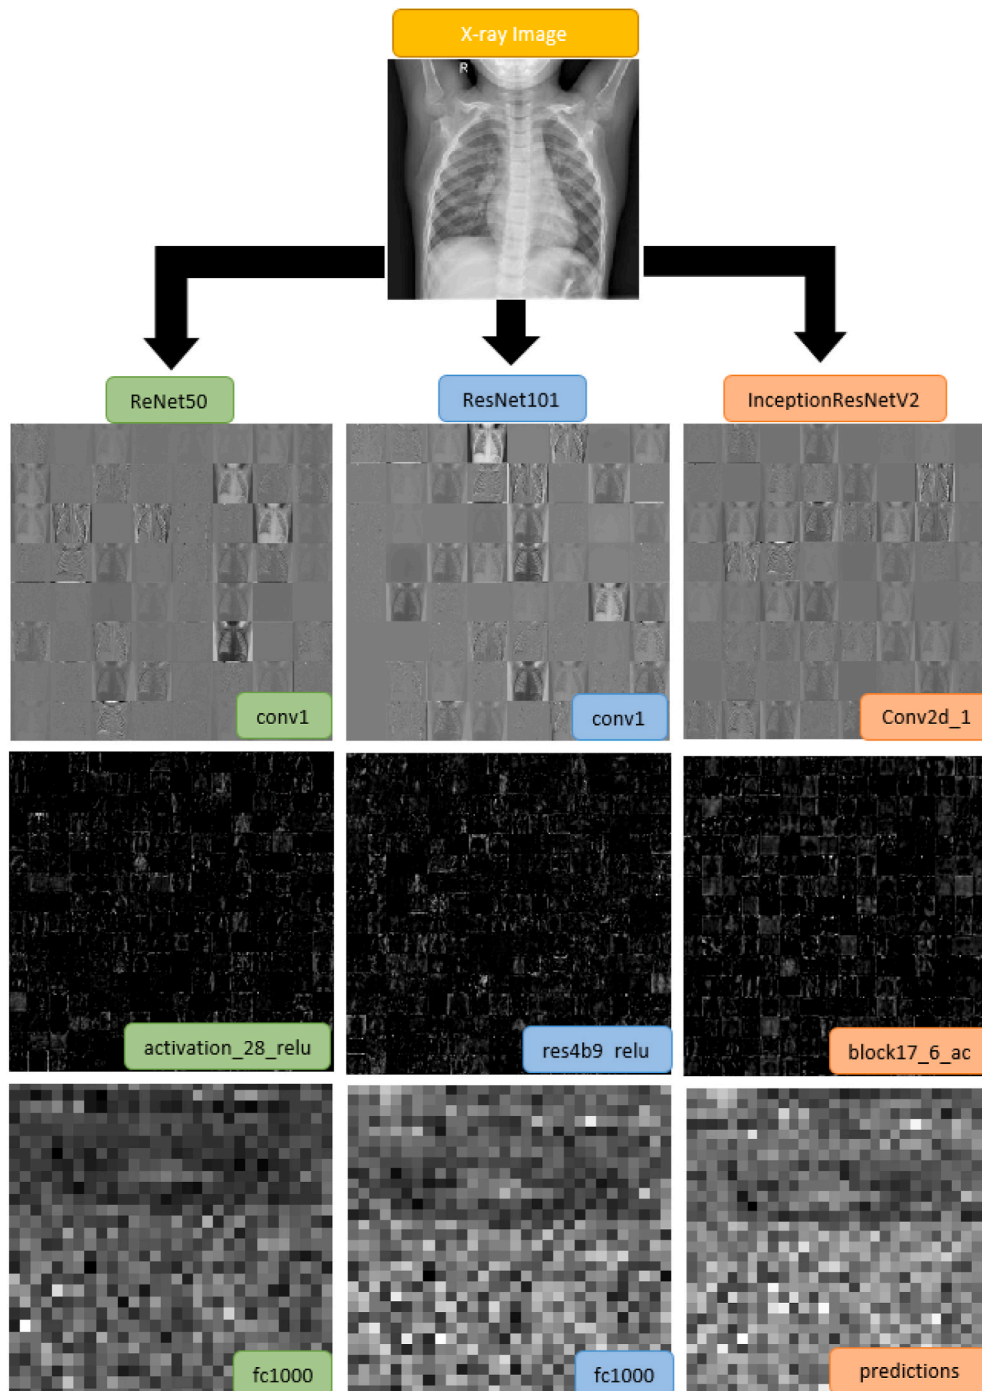 X-ray Image
R
ReNet50
ResNet101
InceptionResNetV2
conv1
conv1
Conv2d_1
activation_28_relu
res4b9_relu
block17_6_ac
fc1000
fc1000
predictions